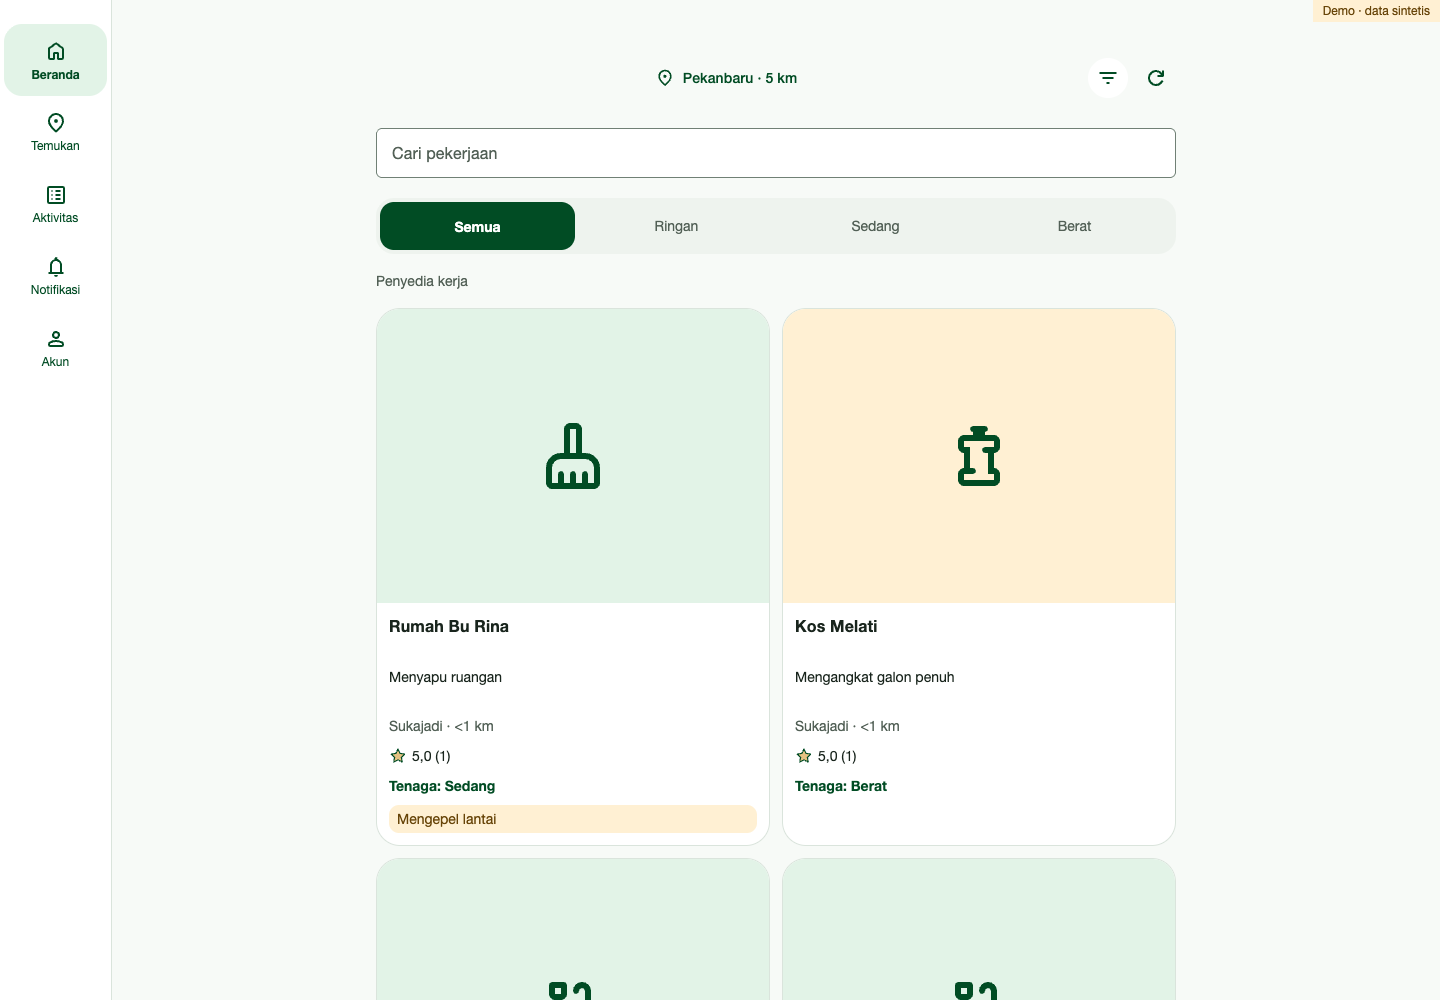 Demo · data sintetis
Beranda
Temukan
Aktivitas
Notifikasi
Akun
Pekanbaru · 5 km
Cari pekerjaan
Semua
Ringan
Sedang
Berat
Penyedia kerja
Rumah Bu Rina
Menyapu ruangan
Sukajadi · <1 km
5,0 (1)
Tenaga: Sedang
Mengepel lantai
Kos Melati
Mengangkat galon penuh
Sukajadi · <1 km
5,0 (1)
Tenaga: Berat